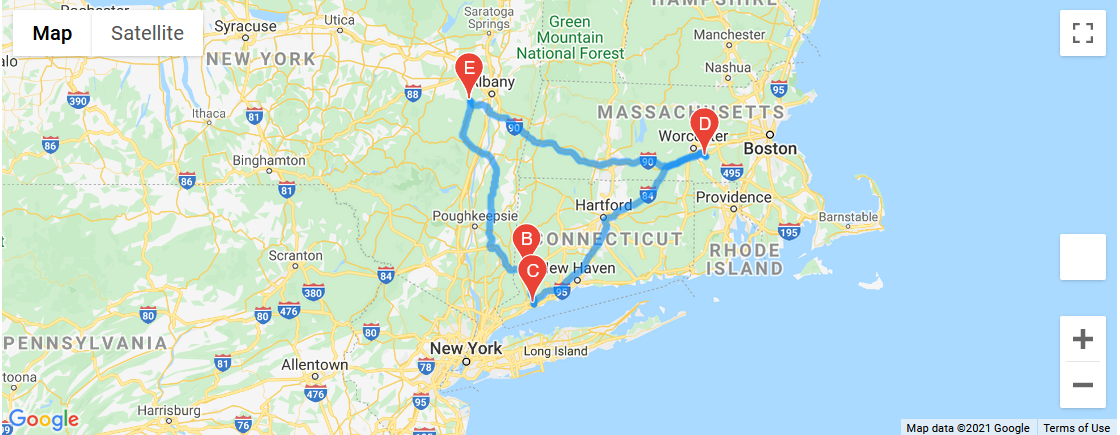 HAMPSHIRE
Map
Satellite
Syracuse
Utica
Saratoga
Springs
Green
Mountain
National Forest
Manchester
NEW YORK
Nashua
E
Albany
390
88
95
81
Ithaca
90
MASSACHUSETTS
D
Worcester
Boston
86
Binghamton
86
81
90
495
84
Hartford
Providence
Poughkeepsie
Barnstable
B
CONNECTICUT
195
RHODE
ISLAND
Scranton
C
New Haven
84
380
95
80
80
476
80
PENNSYLVANIA
New York
Long Island
81
Allentown
78
476
95
Harrisburg
76
Google
Map data ©2021 Google
Terms of Use